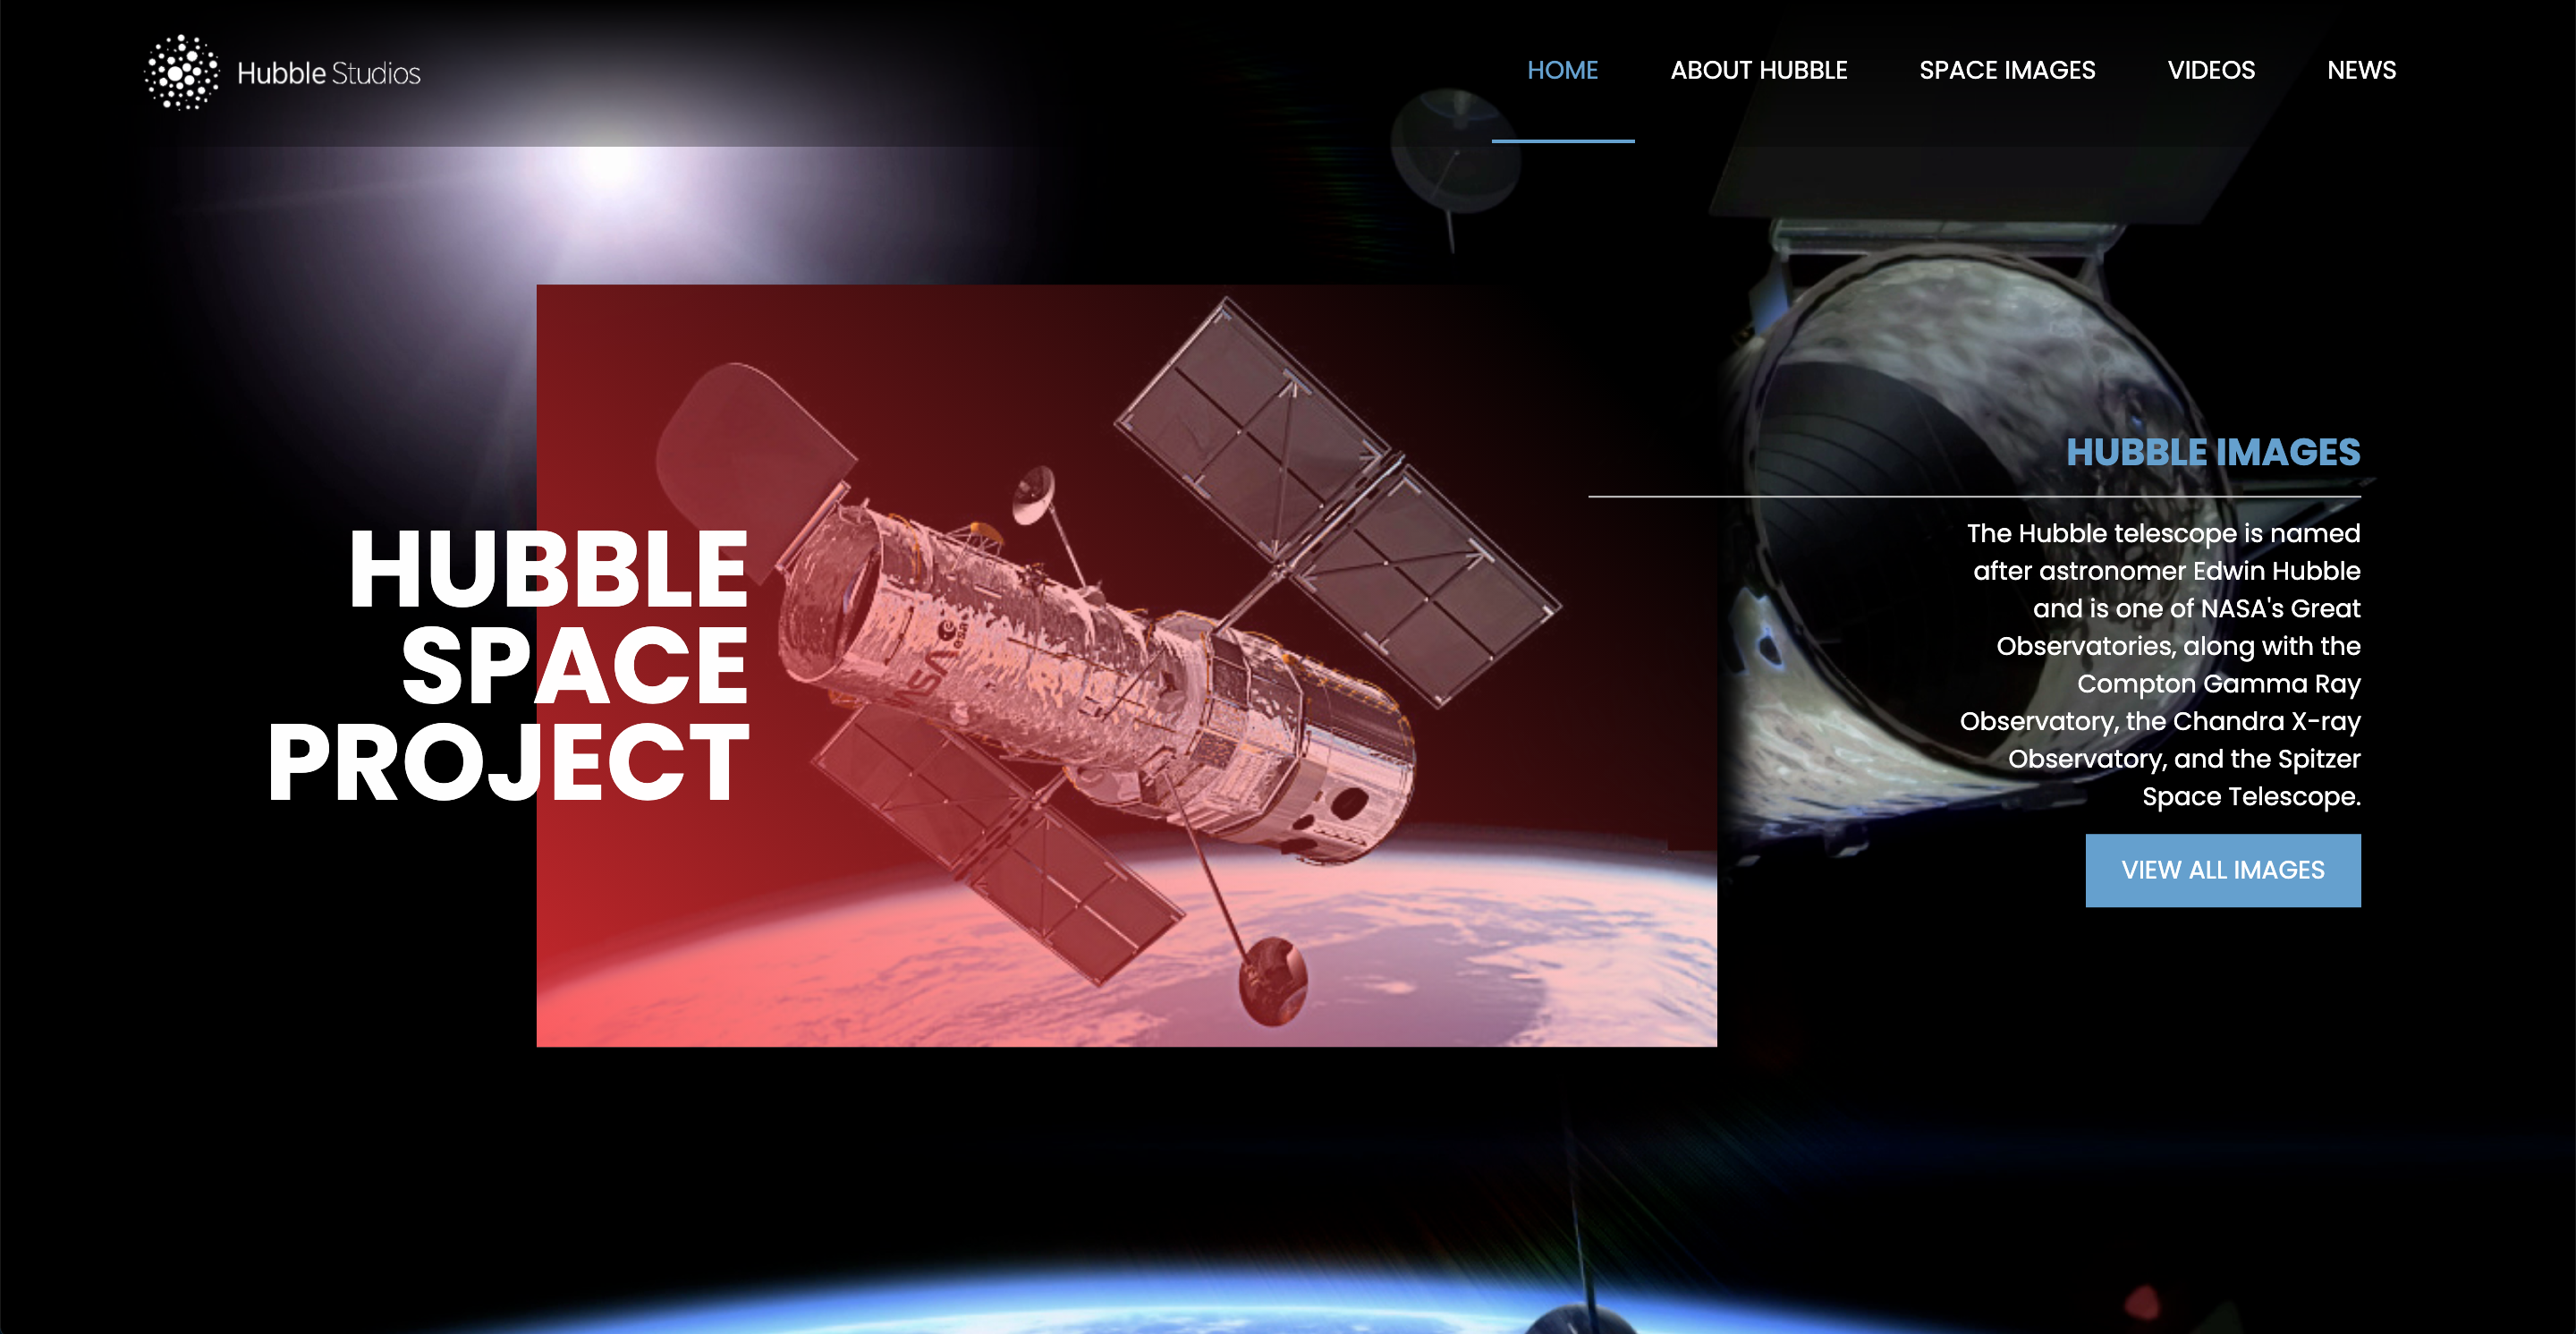 Hubble Studios
HOME
ABOUT HUBBLE
SPACE IMAGES
VIDEOS
NEWS
HUBBLE
SPACE
PROJECT
esa
HUBBLE IMAGES
The Hubble telescope is named
after astronomer Edwin Hubble
and is one of NASA's Great
Observatories, along with the
Compton Gamma Ray
Observatory, the Chandra X-ray
Observatory, and the Spitzer
Space Telescope.
VIEW ALL IMAGES